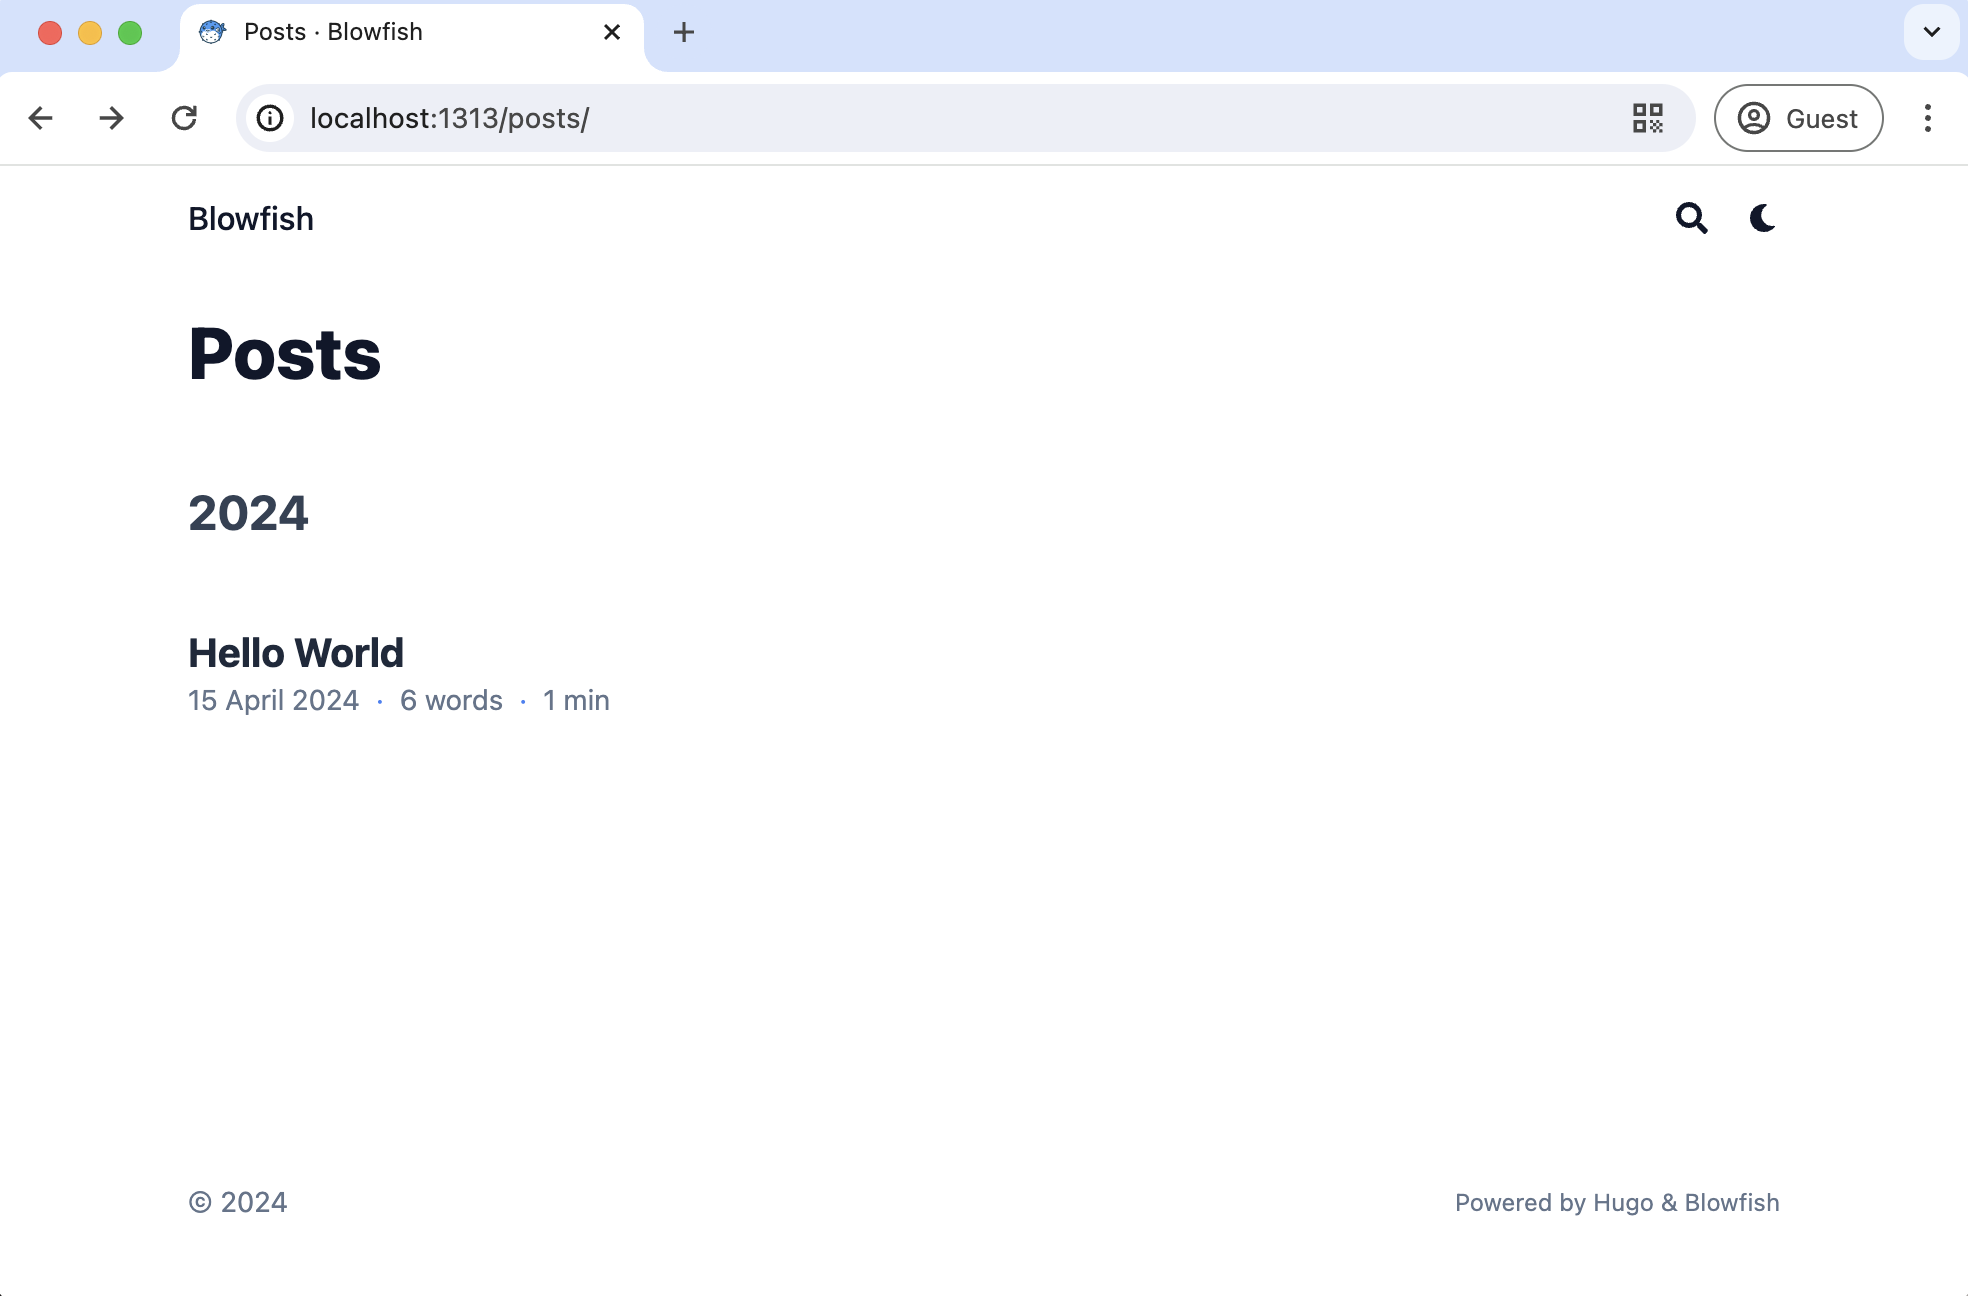 Posts · Blowfish
localhost:1313/posts/
Guest
Blowfish
Posts
2024
Hello World
15 April 2024 · 6 words · 1 min
© 2024
Powered by Hugo & Blowfish